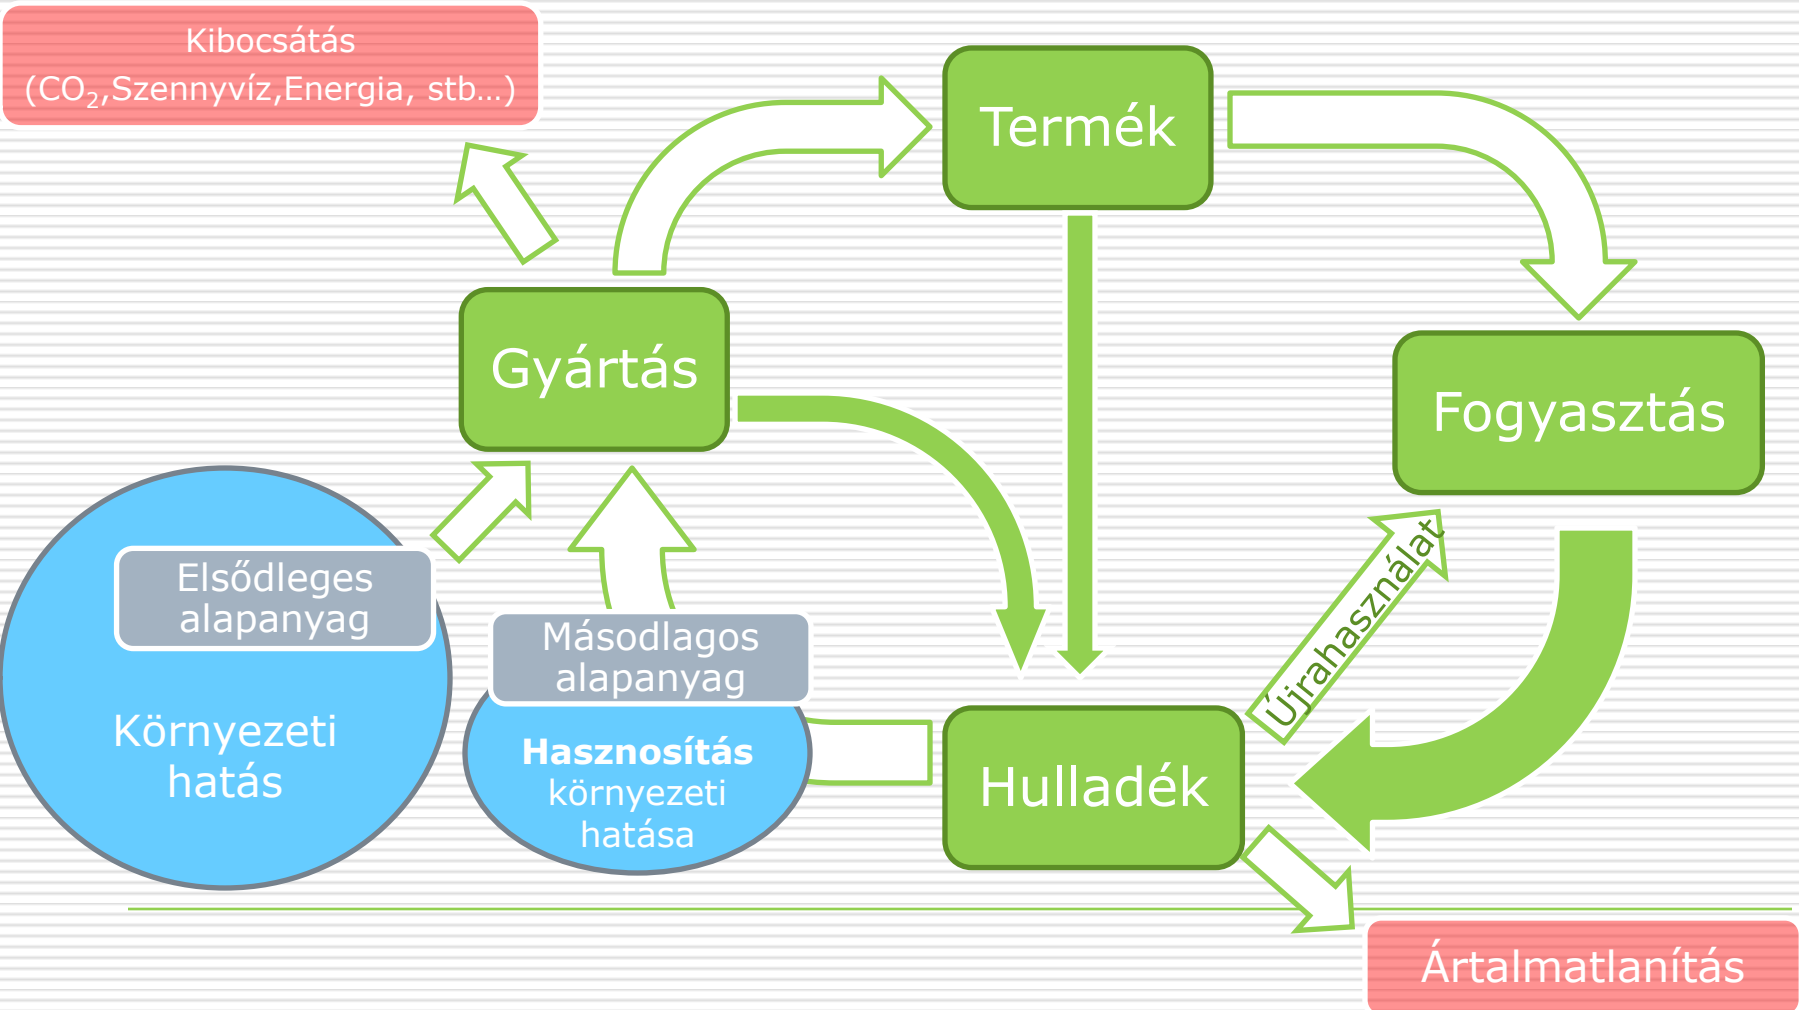 Kibocsátás
(CO₂,Szennyvíz,Energia, stb…)
Termék
Gyártás
Fogyasztás
Elsődleges
alapanyag
Környezeti
hatás
Másodlagos
alapanyag
Hasznosítás
környezeti
hatása
Hulladék
Újrahasználat
Ártalmatlanítás